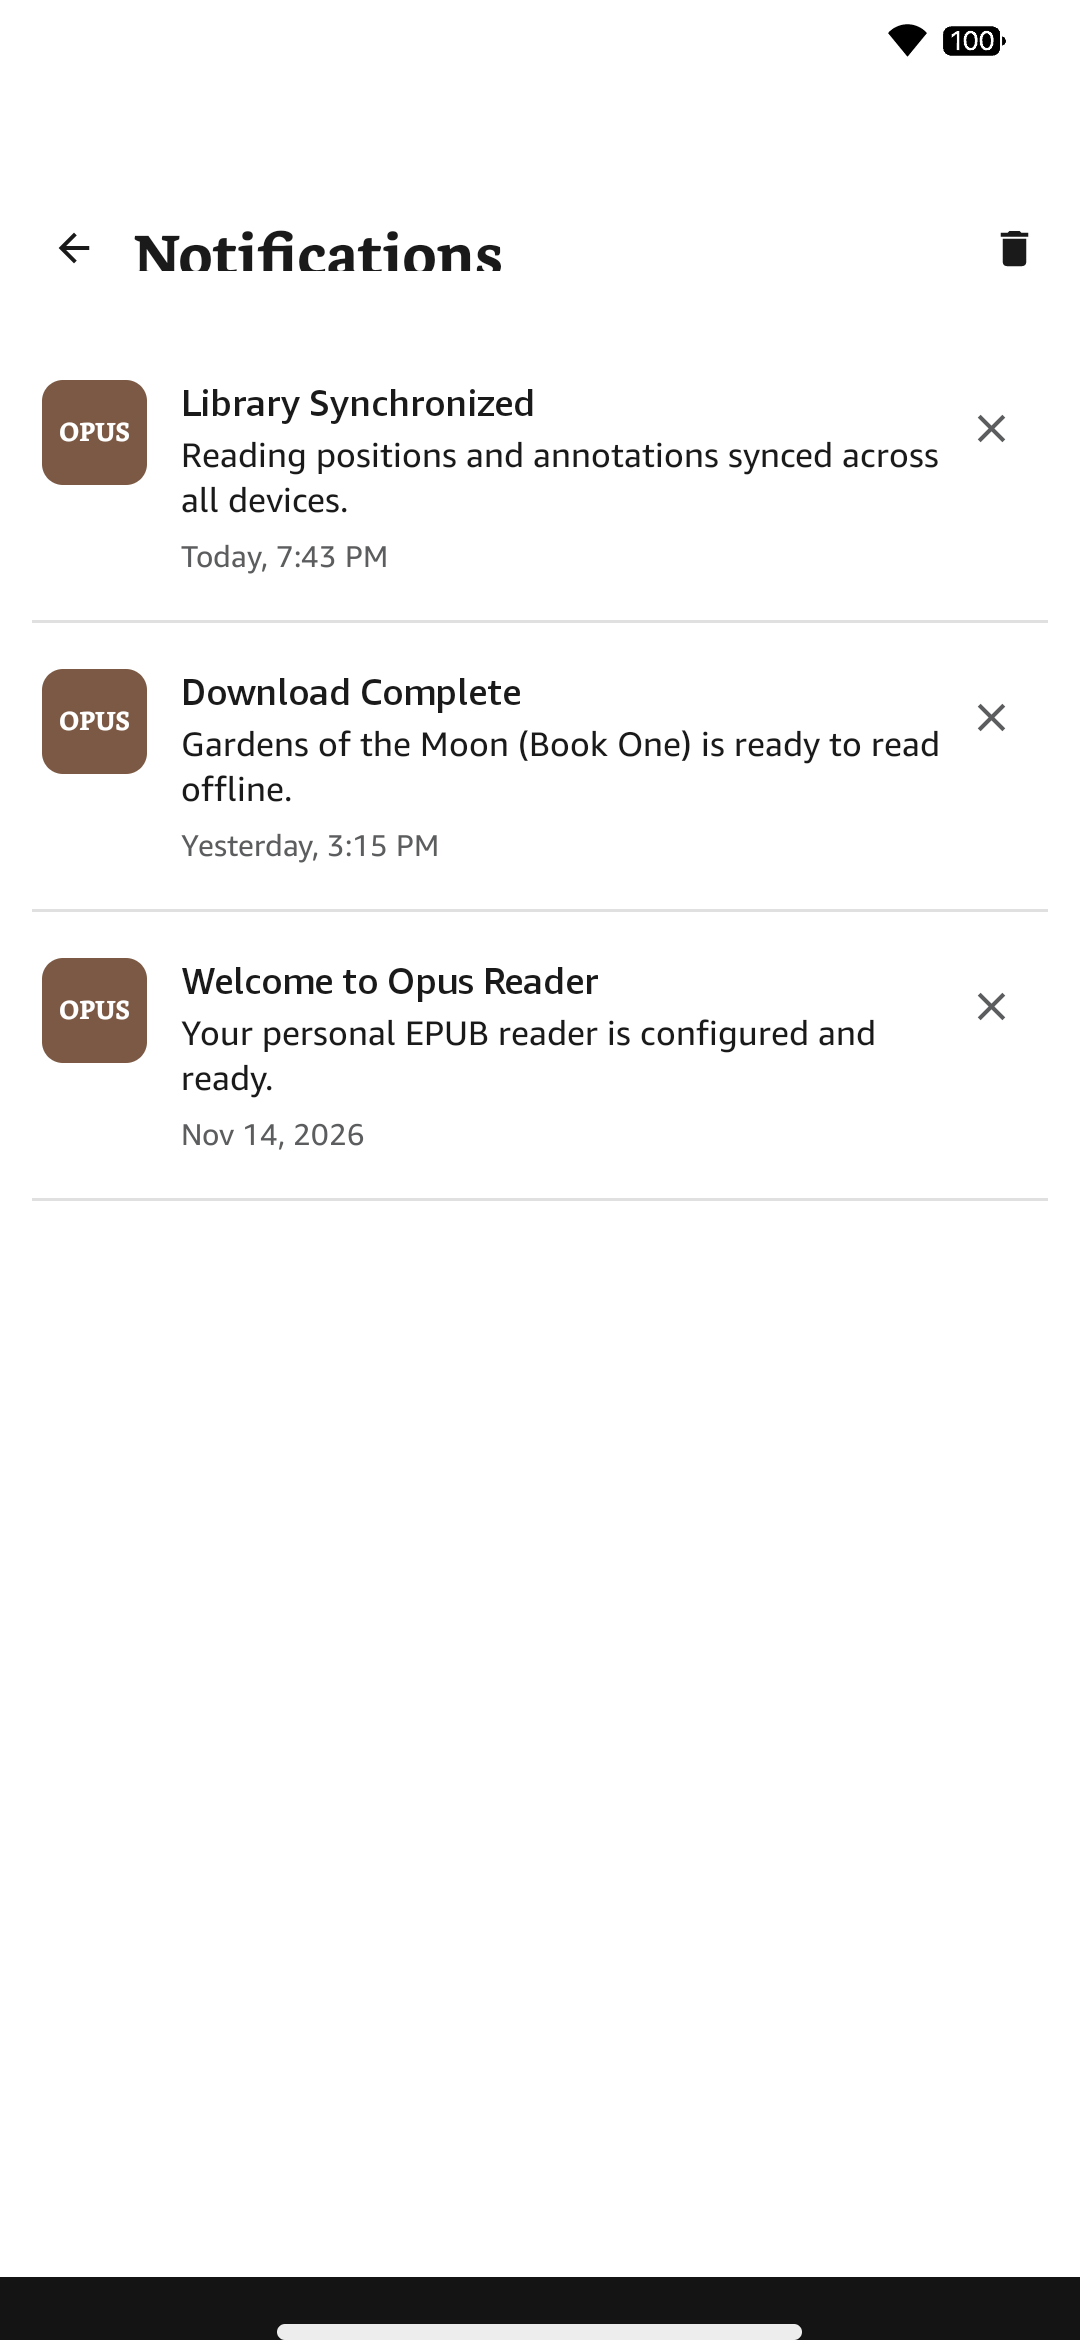 100
Notifications
OPUS
Library Synchronized
Reading positions and annotations synced across
all devices.
Today, 7:43 PM
OPUS
Download Complete
Gardens of the Moon (Book One) is ready to read
offline.
Yesterday, 3:15 PM
OPUS
Welcome to Opus Reader
Your personal EPUB reader is configured and
ready.
Nov 14, 2026